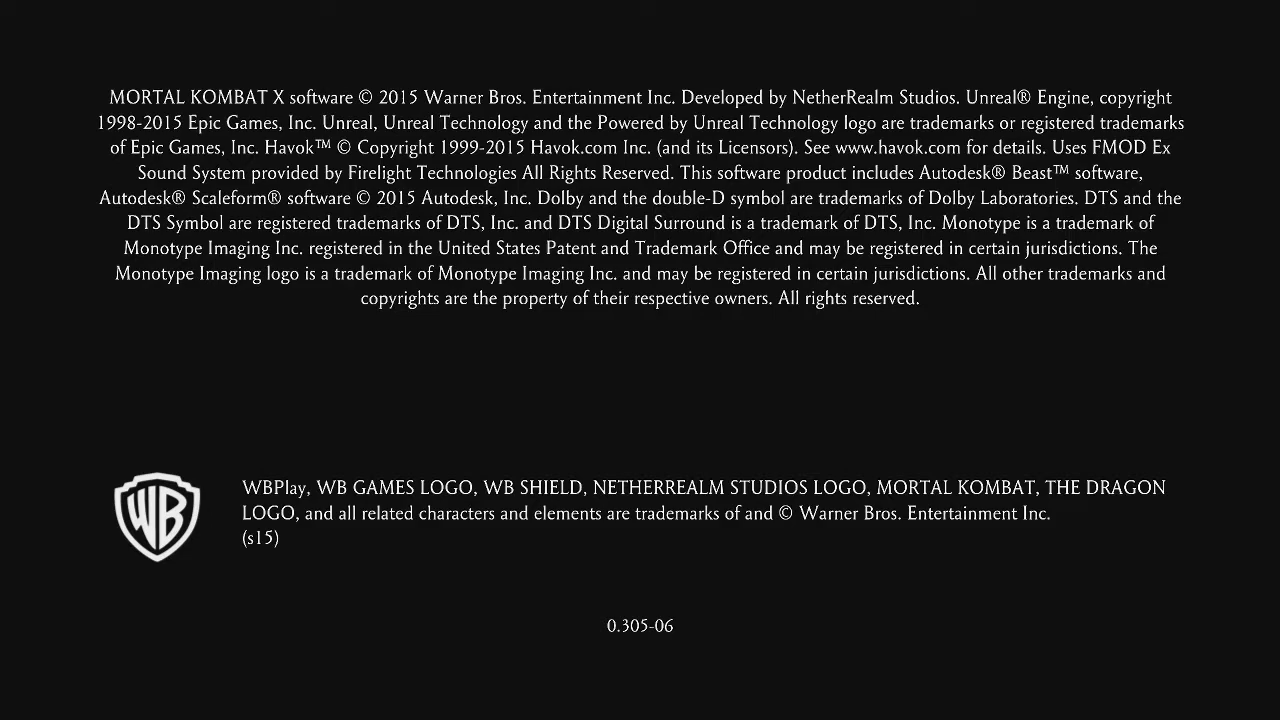 MORTAL KOMBAT X software © 2015 Warner Bros. Entertainment Inc. Developed by NetherRealm Studios. Unreal® Engine, copyright
1998-2015 Epic Games, Inc. Unreal, Unreal Technology and the Powered by Unreal Technology logo are trademarks or registered trademarks
of Epic Games, Inc. Havok™ © Copyright 1999-2015 Havok.com Inc. (and its Licensors). See www.havok.com for details. Uses FMOD Ex
Sound System provided by Firelight Technologies All Rights Reserved. This software product includes Autodesk® Beast™ software,
Autodesk® Scaleform® software © 2015 Autodesk, Inc. Dolby and the double-D symbol are trademarks of Dolby Laboratories. DTS and the
DTS Symbol are registered trademarks of DTS, Inc. and DTS Digital Surround is a trademark of DTS, Inc. Monotype is a trademark of
Monotype Imaging Inc. registered in the United States Patent and Trademark Office and may be registered in certain jurisdictions. The
Monotype Imaging logo is a trademark of Monotype Imaging Inc. and may be registered in certain jurisdictions. All other trademarks and
copyrights are the property of their respective owners. All rights reserved.
WB
WBPlay, WB GAMES LOGO, WB SHIELD, NETHERREALM STUDIOS LOGO, MORTAL KOMBAT, THE DRAGON
LOGO, and all related characters and elements are trademarks of and © Warner Bros. Entertainment Inc.
(s15)
0.305-06